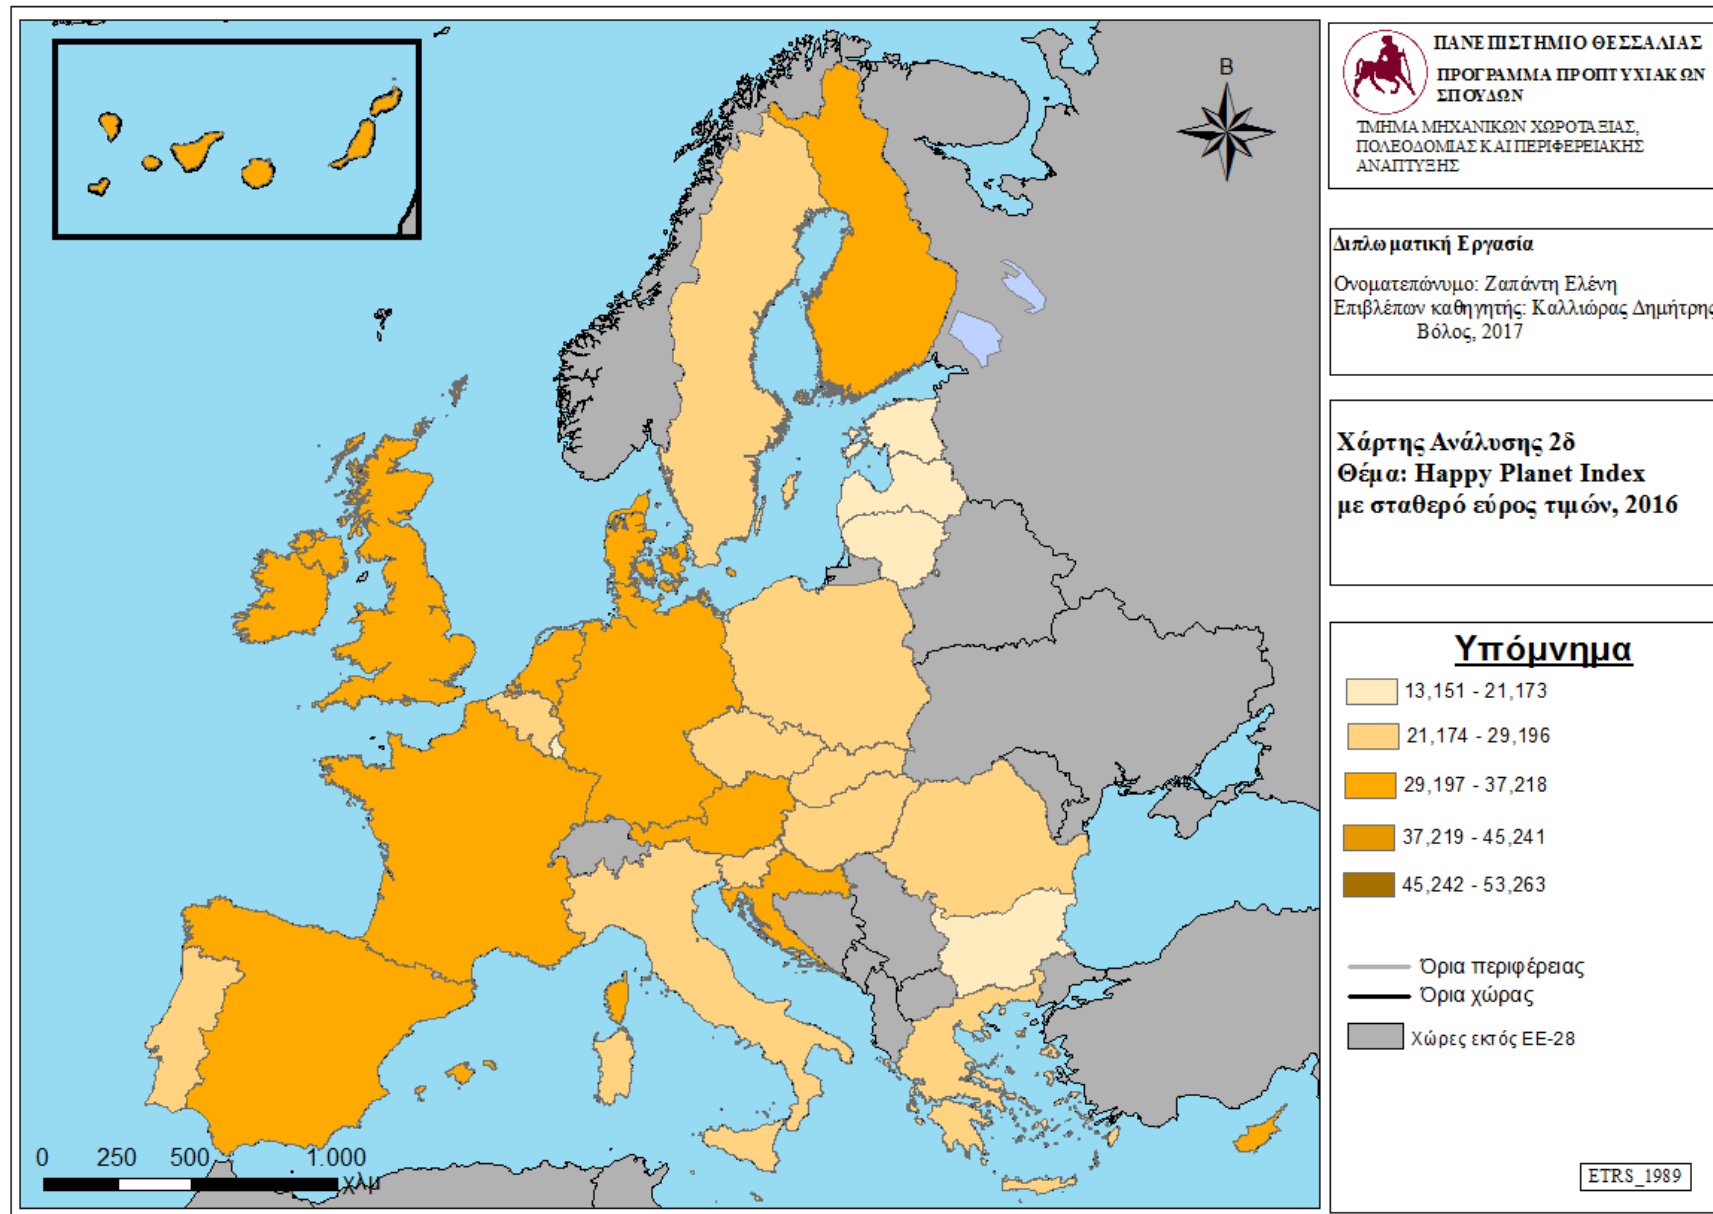 Β
0 250 500 1.000
χλμ
ΠΑΝΕΠΙΣΤΗΜΙΟ ΘΕΣΣΑΛΙΑΣ
ΠΡΟΓΡΑΜΜΑ ΠΡΟΠΤΥΧΙΑΚΩΝ
ΣΠΟΥΔΩΝ
ΤΜΗΜΑ ΜΗΧΑΝΙΚΩΝ ΧΩΡΟΤΑΞΙΑΣ,
ΠΟΛΕΟΔΟΜΙΑΣ ΚΑΙ ΠΕΡΙΦΕΡΕΙΑΚΗΣ
ΑΝΑΠΤΥΞΗΣ
Διπλωματική Εργασία
Ονοματεπώνυμο: Ζαπάντη Ελένη
Επιβλέπων καθηγητής: Καλλιώρας Δημήτρης
Βόλος, 2017
Χάρτης Ανάλυσης 2δ
Θέμα: Happy Planet Index
με σταθερό εύρος τιμών, 2016
Υπόμνημα
13,151 - 21,173
21,174 - 29,196
29,197 - 37,218
37,219 - 45,241
45,242 - 53,263
Όρια περιφέρειας
Όρια χώρας
Χώρες εκτός ΕΕ-28
ETRS_1989